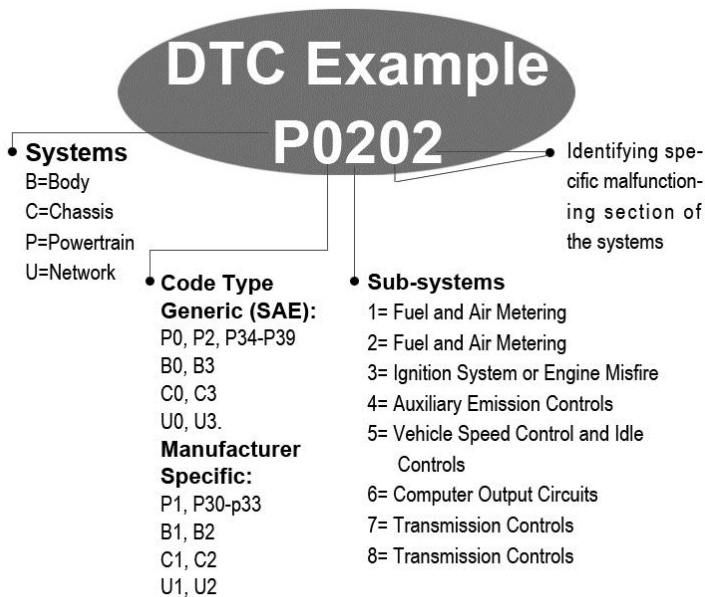 DTC Example
P0202
Systems
B=Body
C=Chassis
P=Powertrain
U=Network
Code Type
Generic (SAE):
P0, P2, P34-P39
B0, B3
C0, C3
U0, U3.
Manufacturer
Specific:
P1, P30-p33
B1, B2
C1, C2
U1, U2
Sub-systems
1= Fuel and Air Metering
2= Fuel and Air Metering
3= Ignition System or Engine Misfire
4= Auxiliary Emission Controls
5= Vehicle Speed Control and Idle
Controls
6= Computer Output Circuits
7= Transmission Controls
8= Transmission Controls
Identifying spe-
cific malfunction-
ing section of
the systems